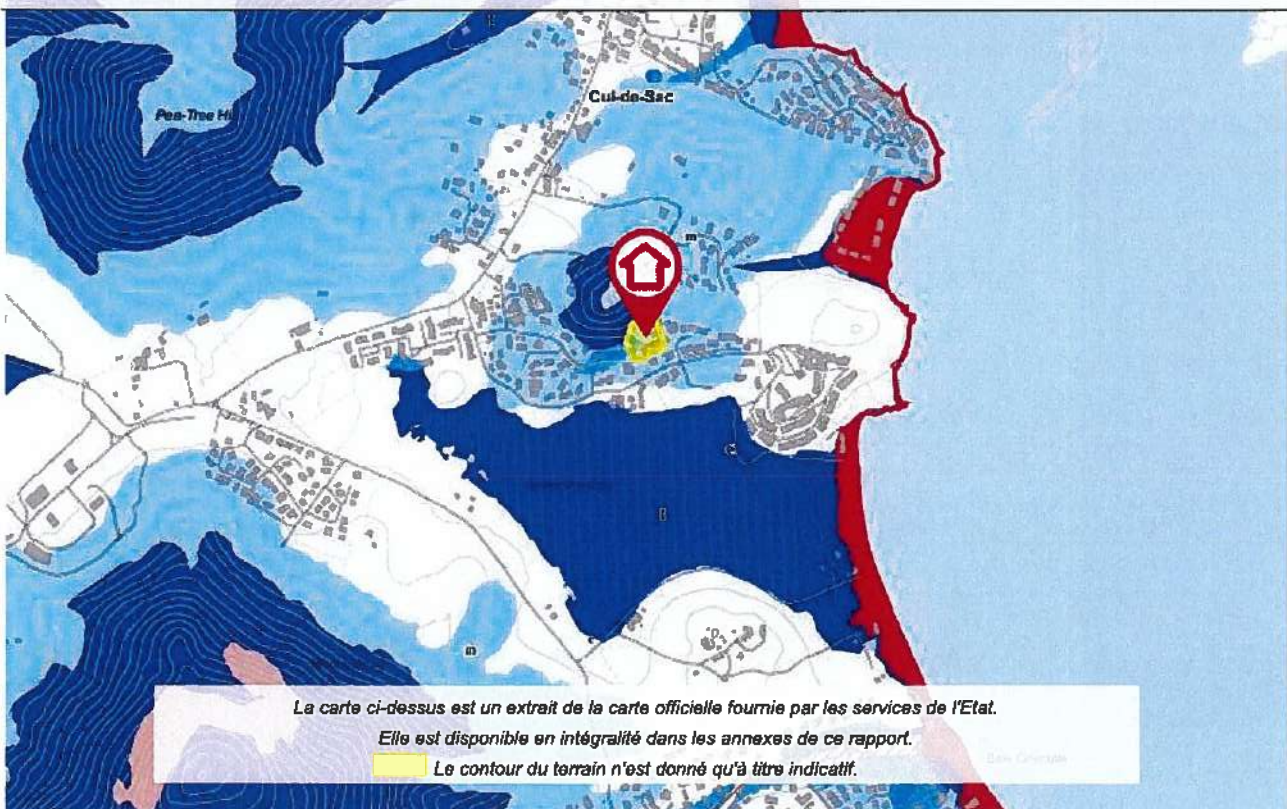 Cul-de-Sac
Pea-Tree Hi
La carte ci-dessus est un extrait de la carte officielle fournie par les services de l'Etat.
Elle est disponible en intégralité dans les annexes de ce rapport.
Le contour du terrain n'est donné qu'à titre indicatif.
Baie Orientale